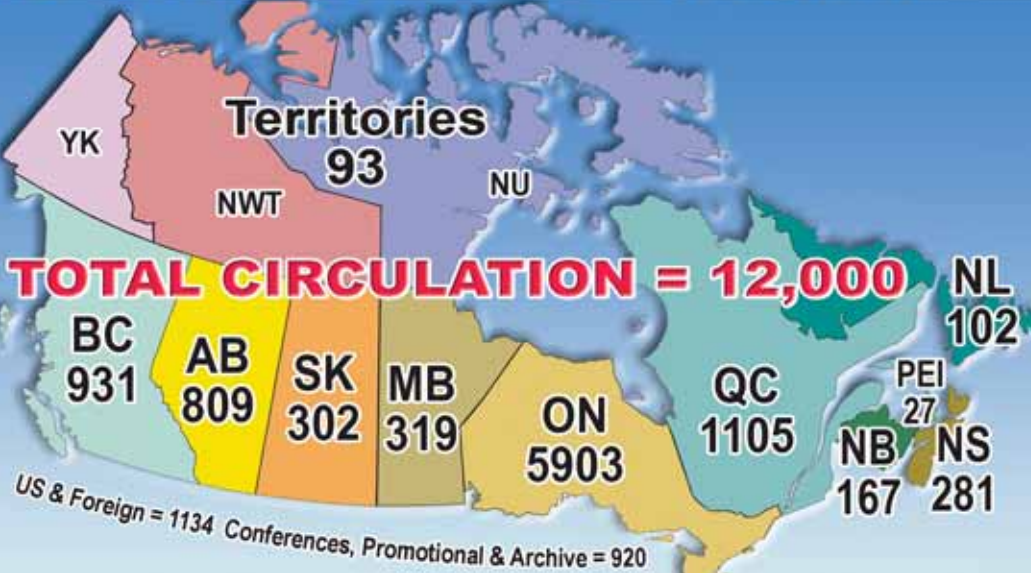 YK
Territories
93
NWT
NU
TOTAL CIRCULATION = 12,000
BC
931
AB
809
SK
302
MB
319
ON
5903
QC
1105
NL
102
PEI
27
NB
167
NS
281
US & Foreign = 1134 Conferences, Promotional & Archive = 920